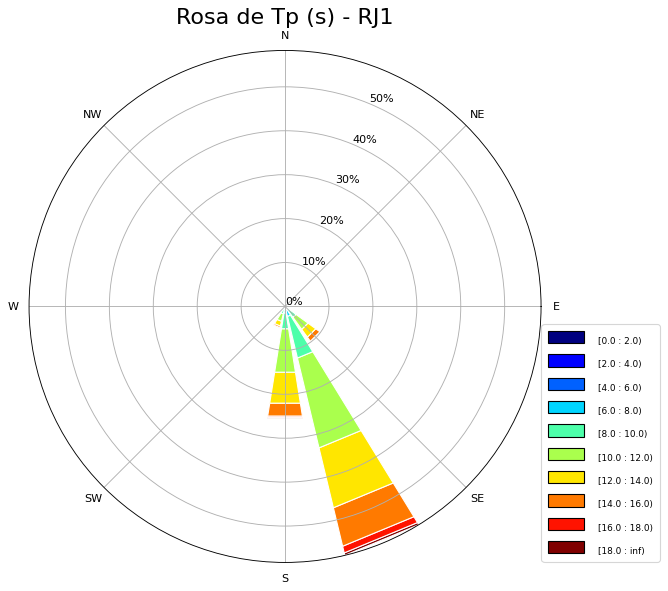 Rosa de Tp (s) - RJ1
N
NW
NE
50%
40%
30%
20%
10%
0%
W
E
SW
SE
S
[0.0 : 2.0)
[2.0 : 4.0)
[4.0 : 6.0)
[6.0 : 8.0)
[8.0 : 10.0)
[10.0 : 12.0)
[12.0 : 14.0)
[14.0 : 16.0)
[16.0 : 18.0)
[18.0 : inf)